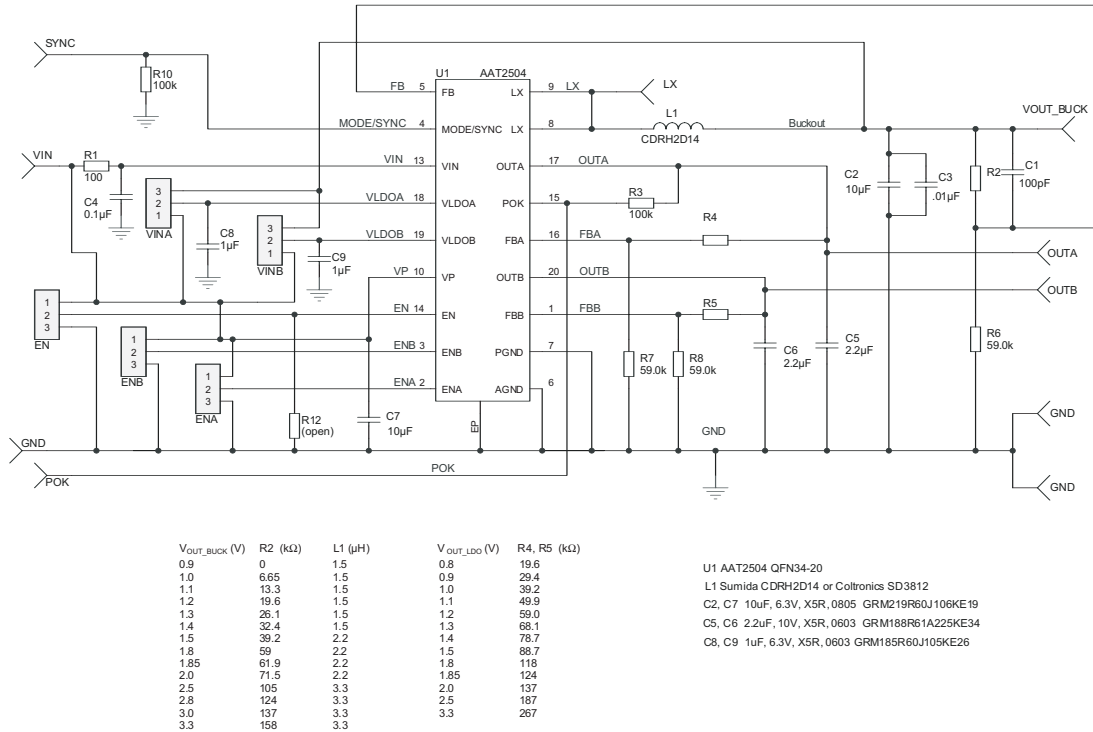 SYNC
R10
100k
U1 AAT2504
FB 5 FB LX 9 LX LX
L1
CDRH2D14
Buckout
VOUT_BUCK
MODE/SYNC 4 MODE/SYNC LX 8
VIN
R1
100
VIN 13 VIN OUTA 17 OUTA
C4
0.1µF
3
2
1
VINA
VLDOA 18 VLDOA POK 15
R3
100k
C2
10µF
C3
.01µF
R2
C1
100pF
C8
1µF
3
2
1
VINB
VLDOB 19 VLDOB FBA 16 FBA
R4
C9
1µF
OUTA
VP 10 VP OUTB 20 OUTB
OUTB
1
2
3
EN
EN 14 EN FBB 1 FBB
R5
1
2
3
ENB
ENB 3 ENB PGND 7
R7
59.0k
R8
59.0k
C6
2.2µF
C5
2.2µF
R6
59.0k
1
2
3
ENA
ENA 2 ENA AGND 6
R12
(open)
C7
10µF
EP
GND
GND
GND
POK
POK
GND
VOUT_BUCK (V) R2 (kΩ) L1 (µH)
0.9 0 1.5
1.0 6.65 1.5
1.1 13.3 1.5
1.2 19.6 1.5
1.3 26.1 1.5
1.4 32.4 1.5
1.5 39.2 2.2
1.8 59 2.2
1.85 61.9 2.2
2.0 71.5 2.2
2.5 105 3.3
2.8 124 3.3
3.0 137 3.3
3.3 158 3.3
VOUT_LDO (V) R4, R5 (kΩ)
0.8 19.6
0.9 29.4
1.0 39.2
1.1 49.9
1.2 59.0
1.3 68.1
1.4 78.7
1.5 88.7
1.8 118
1.85 124
2.0 137
2.5 187
3.3 267
U1 AAT2504 QFN34-20
L1 Sumida CDRH2D14 or Coltronics SD3812
C2, C7 10uF, 6.3V, X5R, 0805 GRM219R60J106KE19
C5, C6 2.2uF, 10V, X5R, 0603 GRM188R61A225KE34
C8, C9 1uF, 6.3V, X5R, 0603 GRM185R60J105KE26